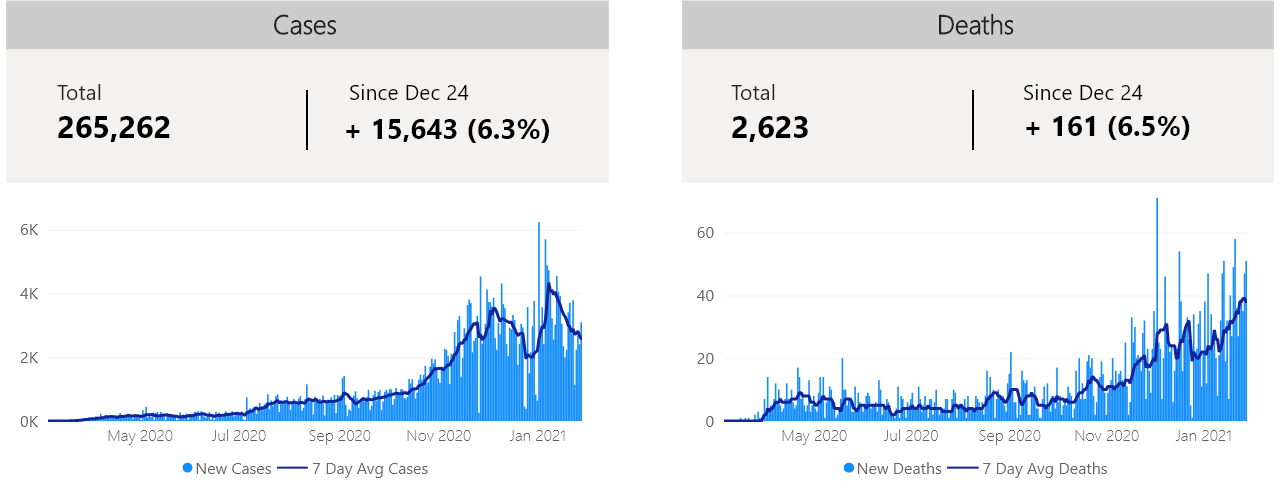 Cases
Total
265,262
Since Dec 24
+ 15,643 (6.3%)
6K
4K
2K
0K
May 2020 Jul 2020 Sep 2020 Nov 2020 Jan 2021
New Cases 7 Day Avg Cases
Deaths
Total
2,623
Since Dec 24
+ 161 (6.5%)
60
40
20
0
May 2020 Jul 2020 Sep 2020 Nov 2020 Jan 2021
New Deaths 7 Day Avg Deaths